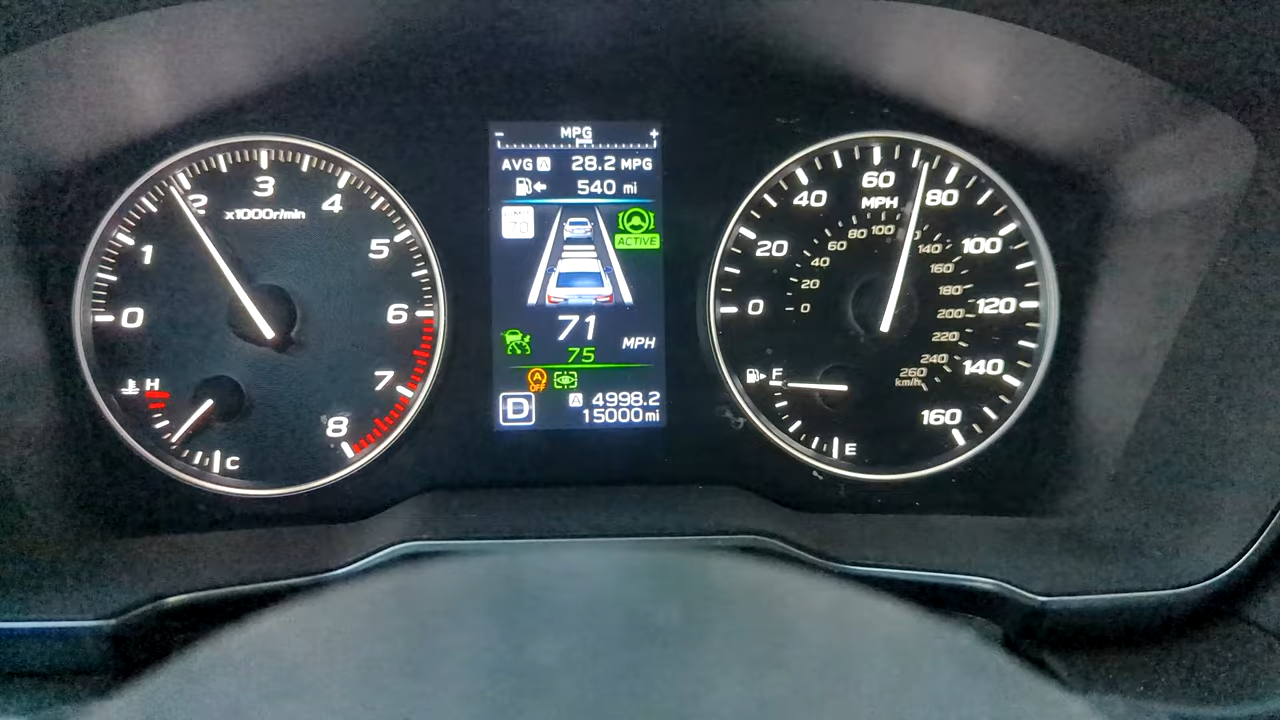 0
1
2
3
4
5
6
7
8
x1000r/min
H
C
- MPG +
AVG A 28.2 MPG
540 mi
LIMIT
70
ACTIVE
71 MPH
75
A
OFF
D
A 4998.2
15000 mi
0
20
40
60
80
100
120
140
160
MPH
0
20
40
60
80
100
140
160
180
200
220
240
260
km/h
F
E